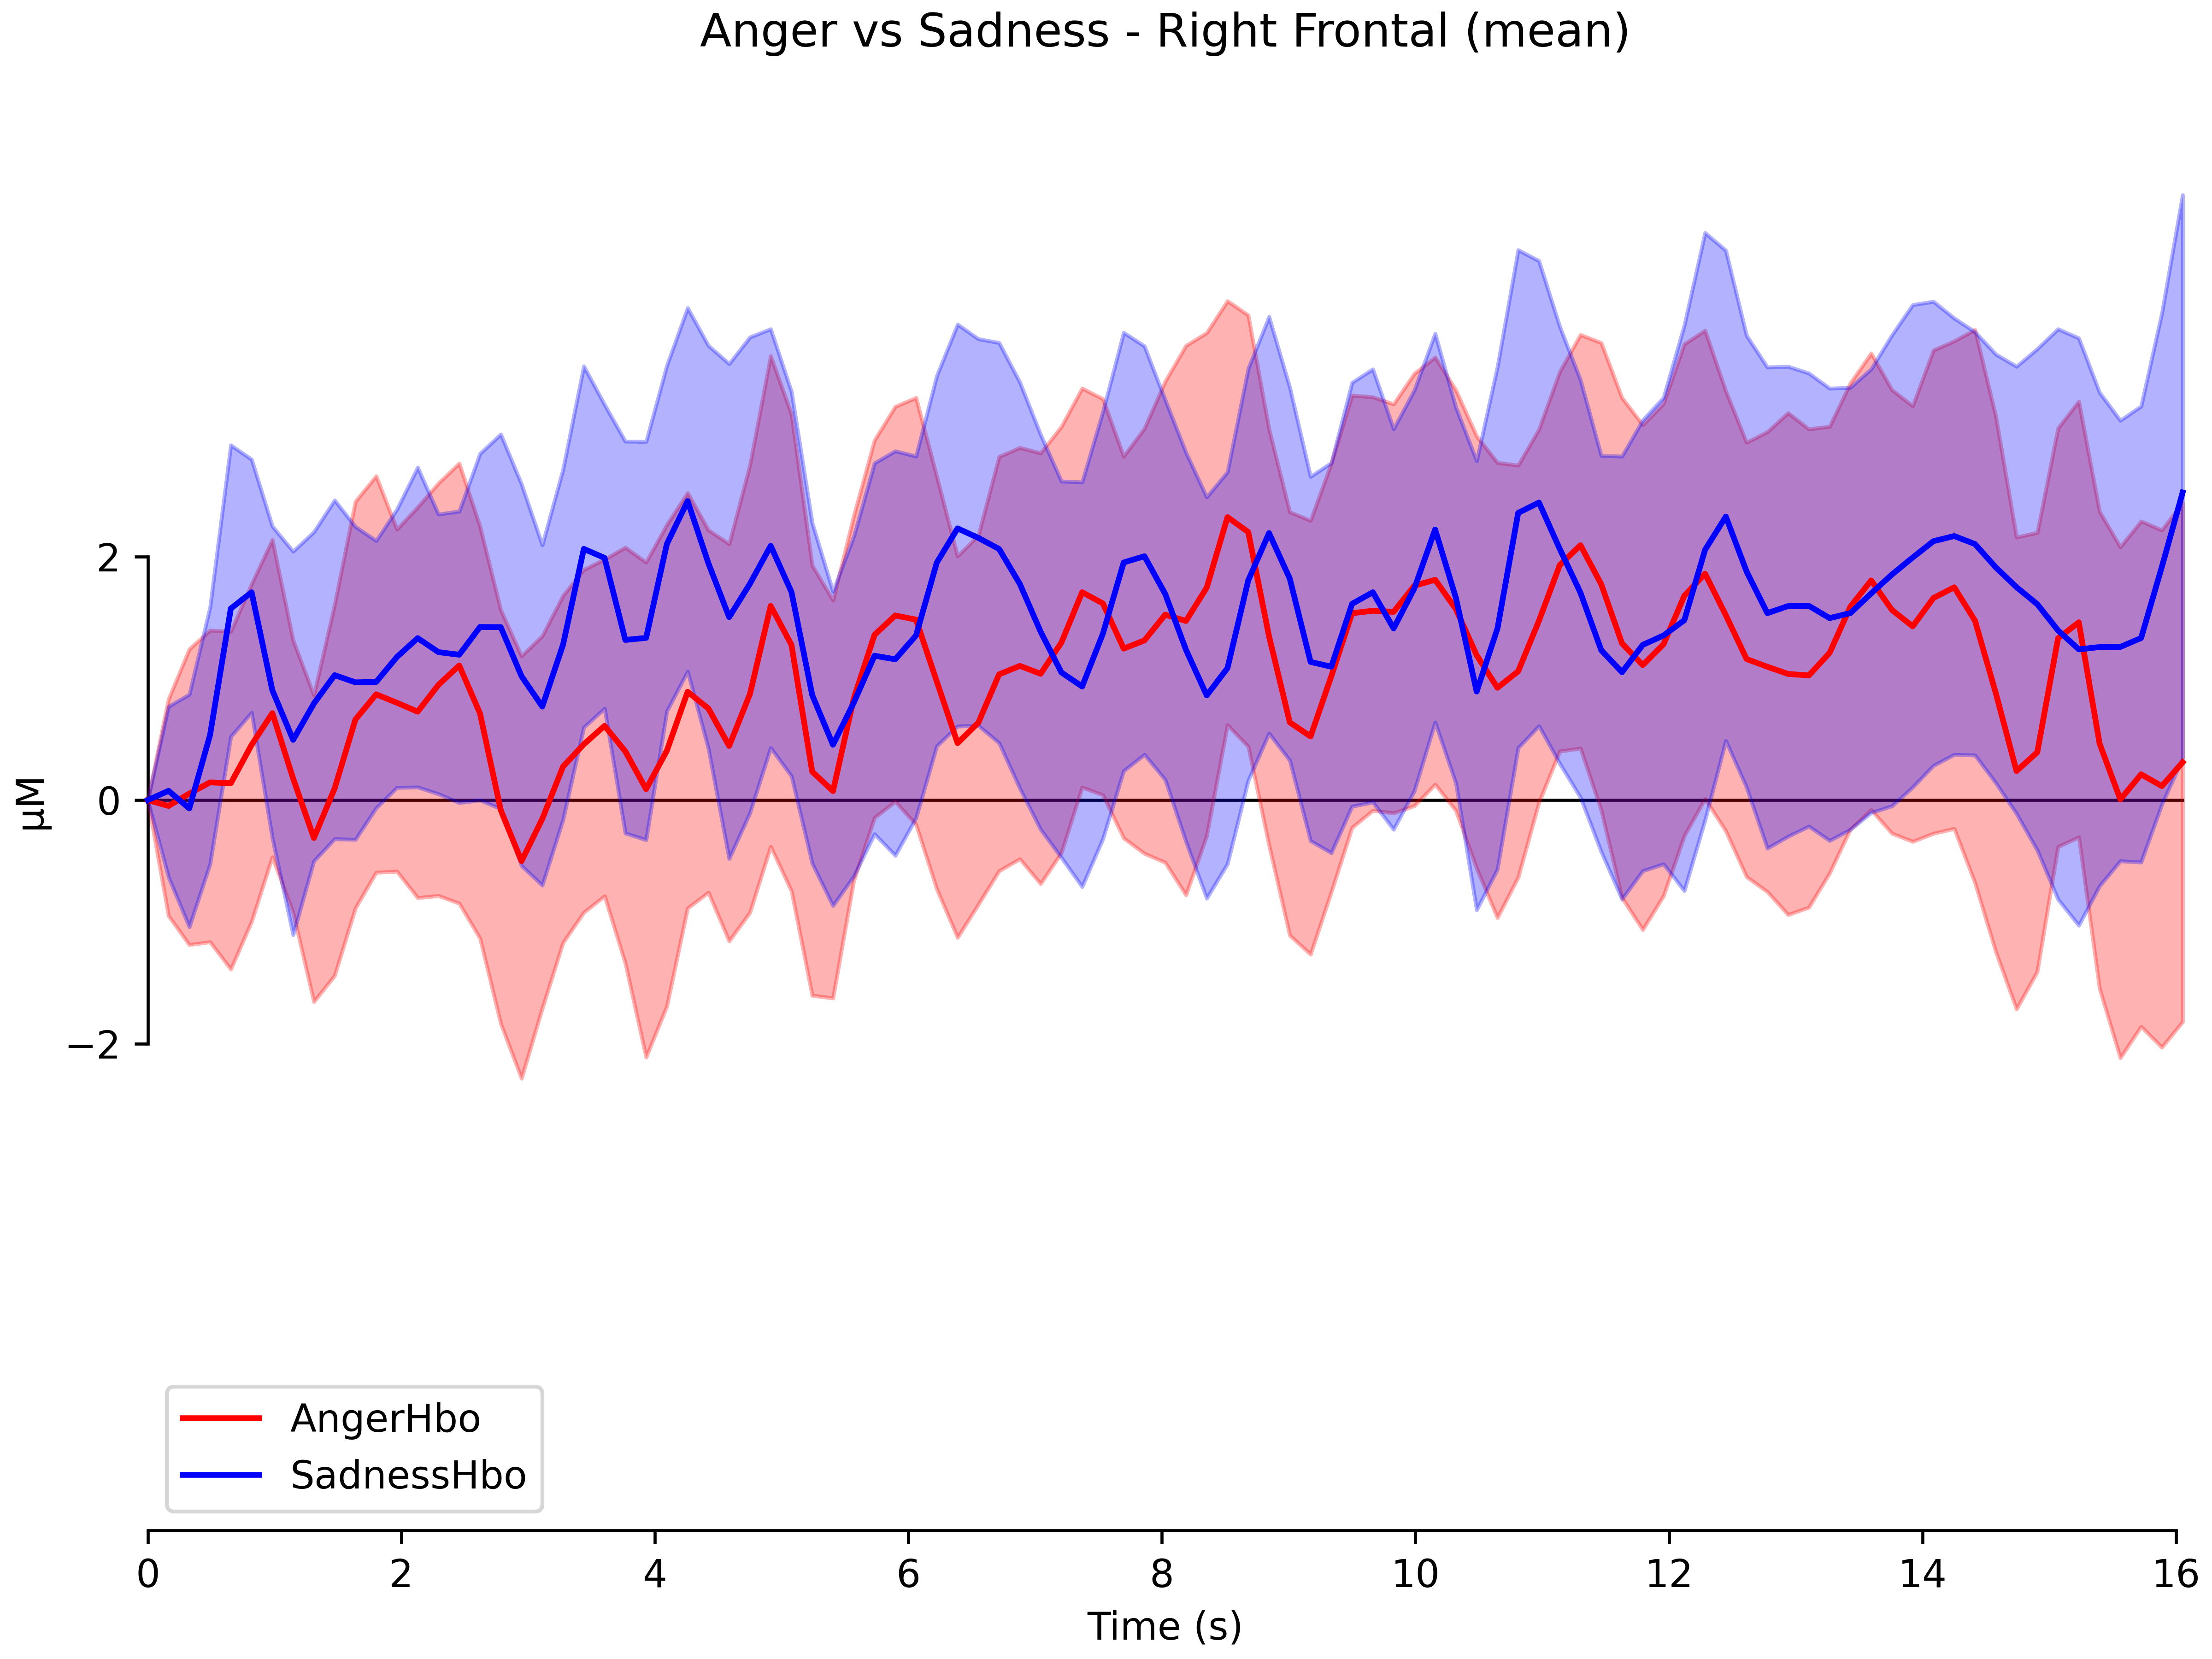 Anger vs Sadness - Right Frontal (mean)
μM
2
0
−2
AngerHbo
SadnessHbo
0 2 4 6 8 10 12 14 16
Time (s)